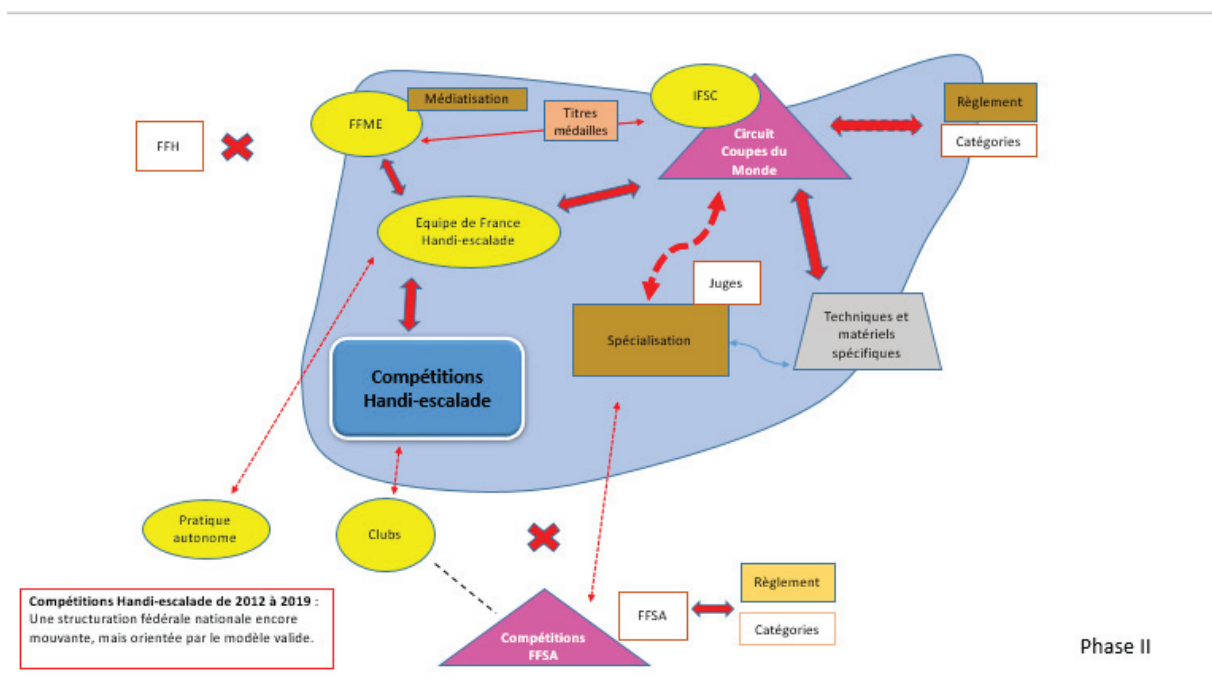 Médiatisation
FFME
FFH
Titres
médailles
IFSC
Circuit
Coupes du
Monde
Règlement
Catégories
Equipe de France
Handi-escalade
Juges
Spécialisation
Techniques et
matériels
spécifiques
Compétitions
Handi-escalade
Pratique
autonome
Clubs
Compétitions Handi-escalade de 2012 à 2019 :
Une structuration fédérale nationale encore
mouvante, mais orientée par le modèle valide.
Compétitions
FFSA
FFSA
Règlement
Catégories
Phase II